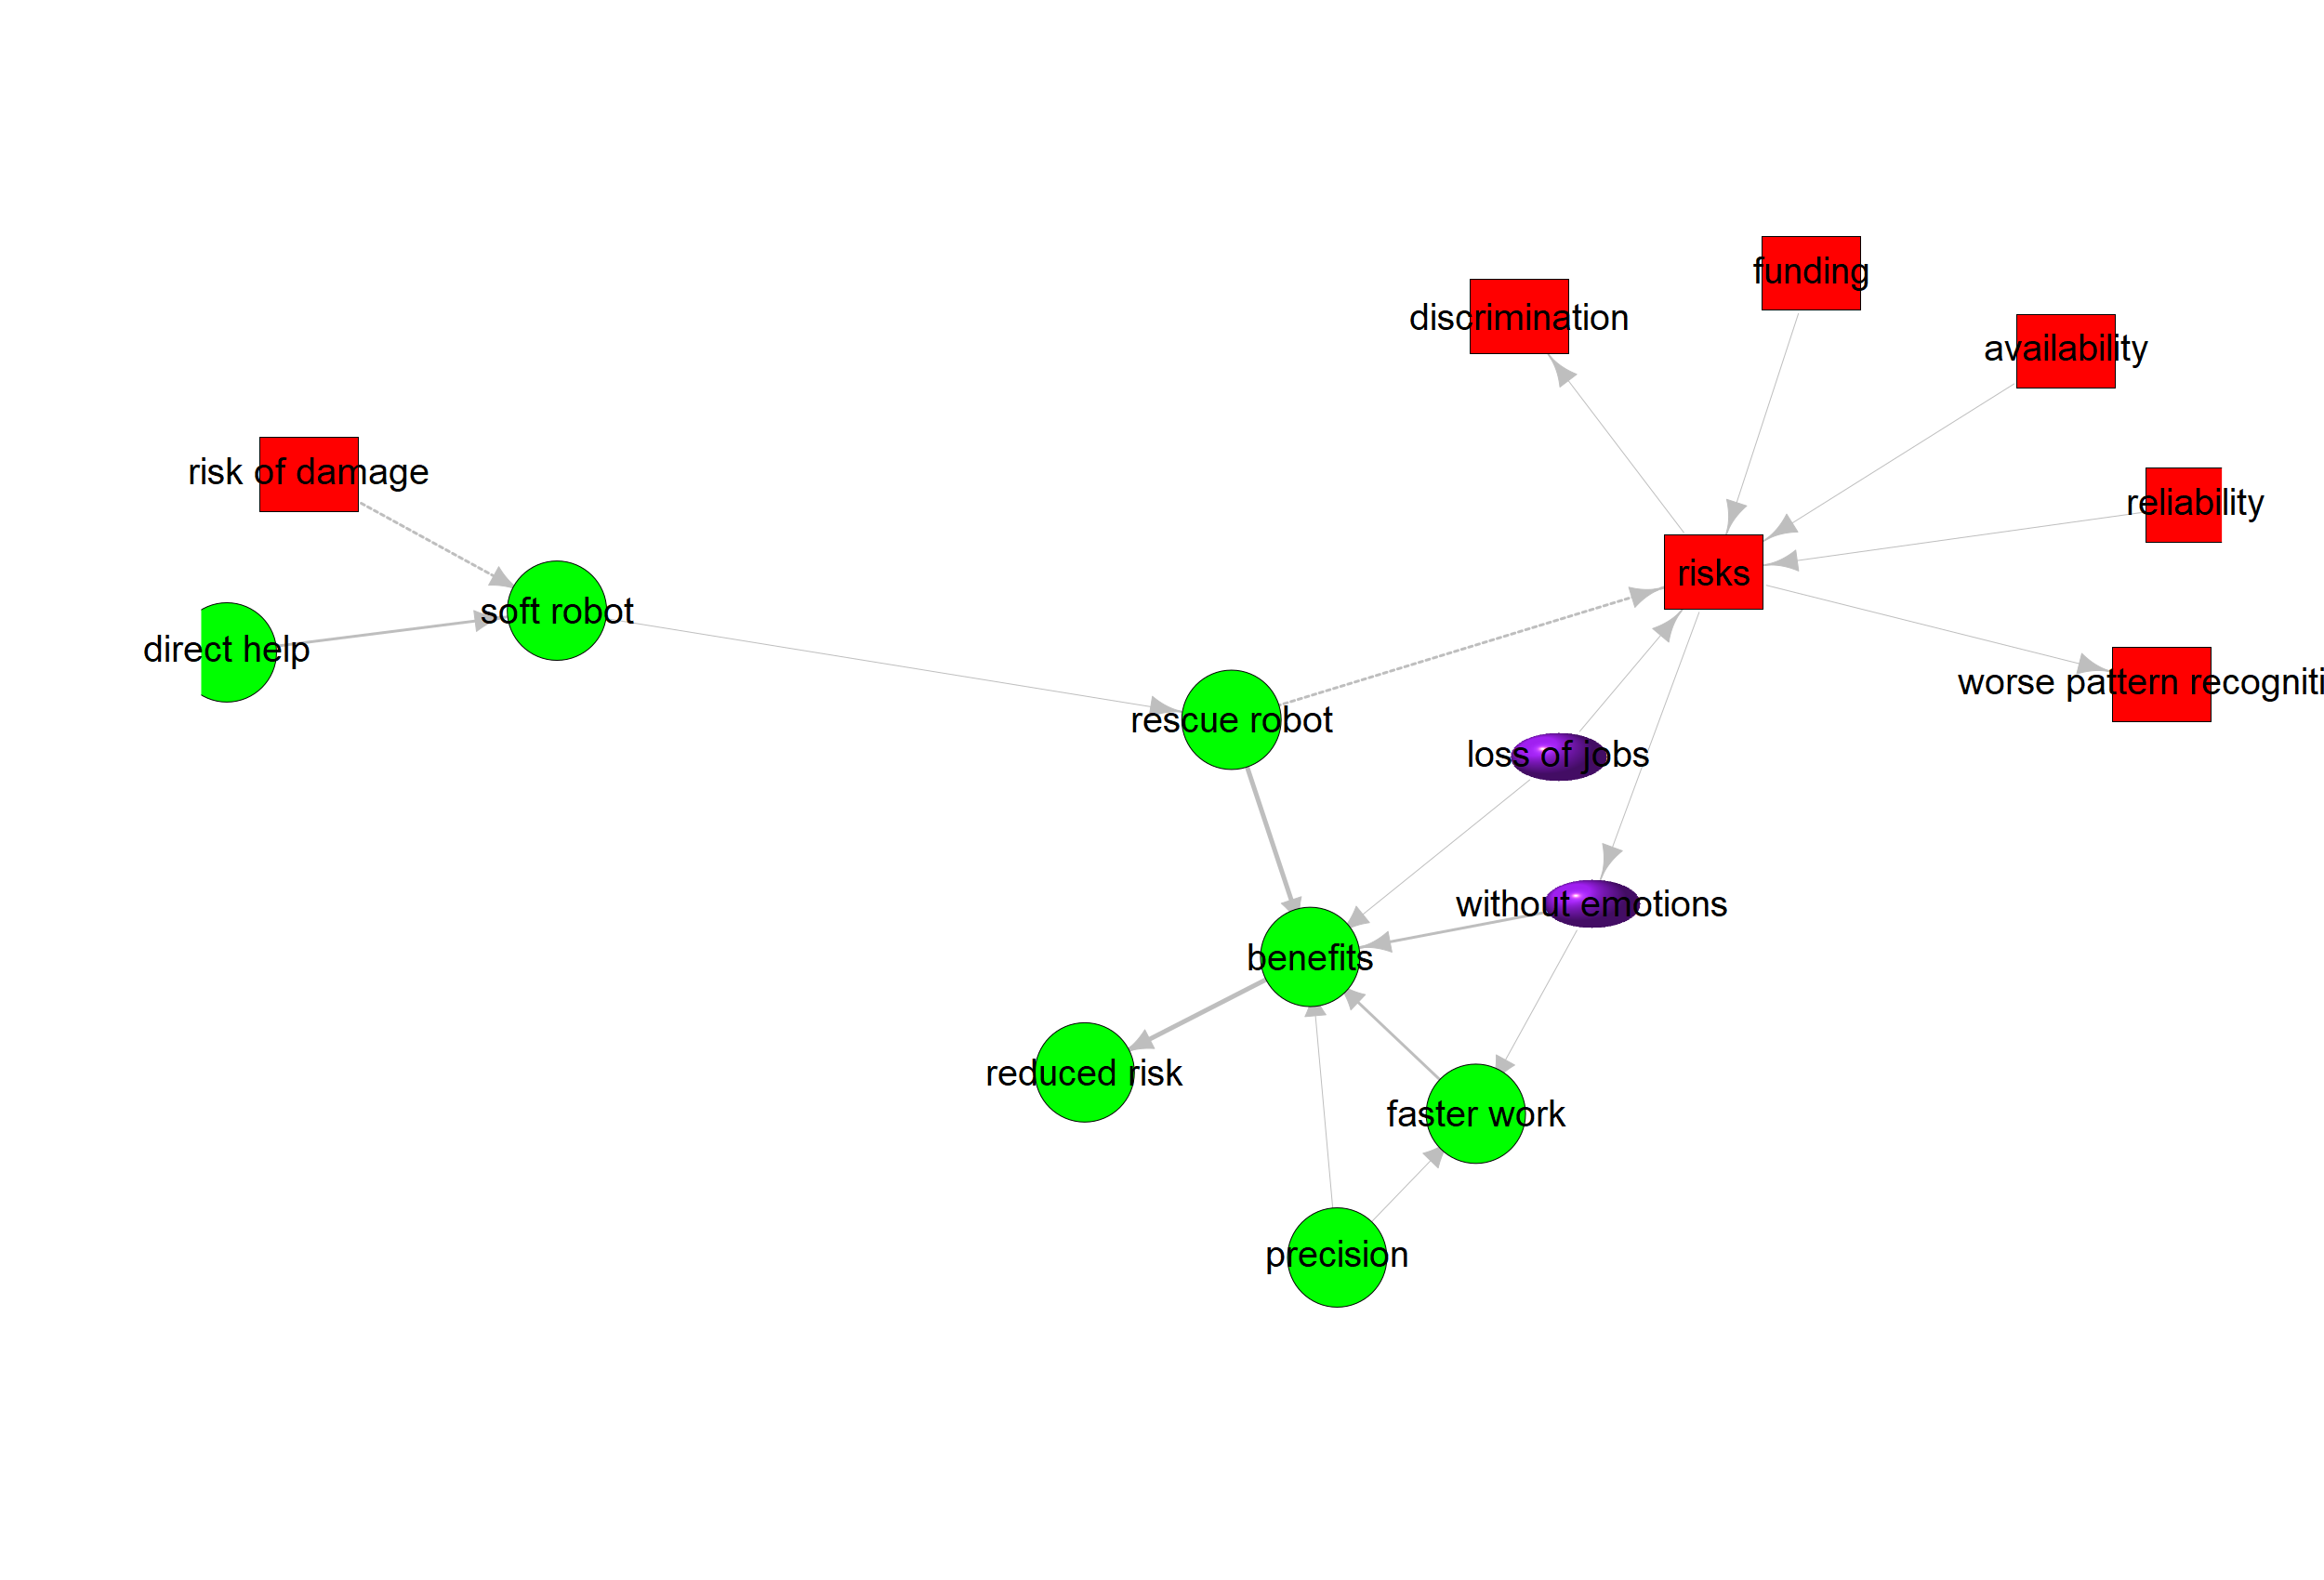 funding
discrimination
availability
risk of damage
reliability
risks
soft robot
direct help
worse pattern recogniti
rescue robot
loss of jobs
without emotions
benefits
reduced risk
faster work
precision